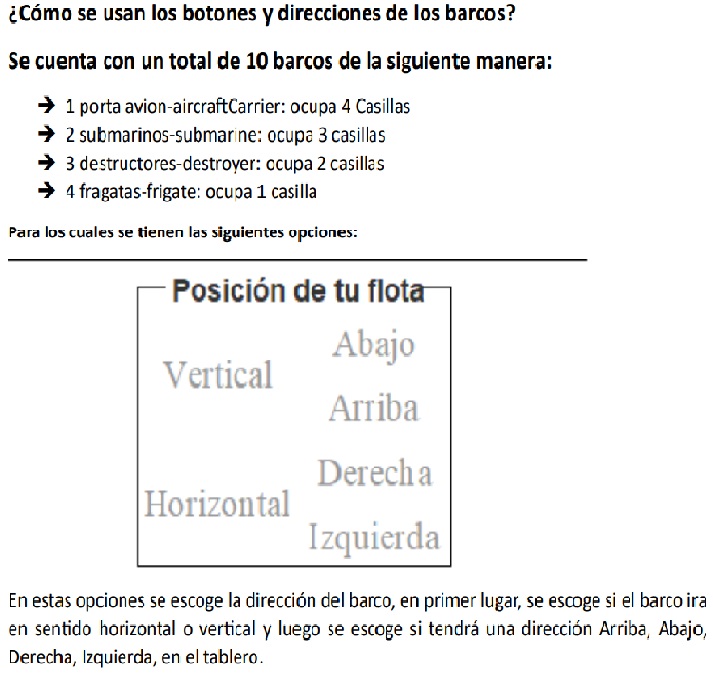 ¿Cómo se usan los botones y direcciones de los barcos?
Se cuenta con un total de 10 barcos de la siguiente manera:
→ 1 porta avion-aircraftCarrier: ocupa 4 Casillas
→ 2 submarinos-submarine: ocupa 3 casillas
→ 3 destructores-destroyer: ocupa 2 casillas
→ 4 fragatas-frigate: ocupa 1 casilla
Para los cuales se tienen las siguientes opciones:
Posición de tu flota
Vertical
Abajo
Arriba
Horizontal
Derecha
Izquierda
En estas opciones se escoge la dirección del barco, en primer lugar, se escoge si el barco ira
en sentido horizontal o vertical y luego se escoge si tendrá una dirección Arriba, Abajo,
Derecha, Izquierda, en el tablero.